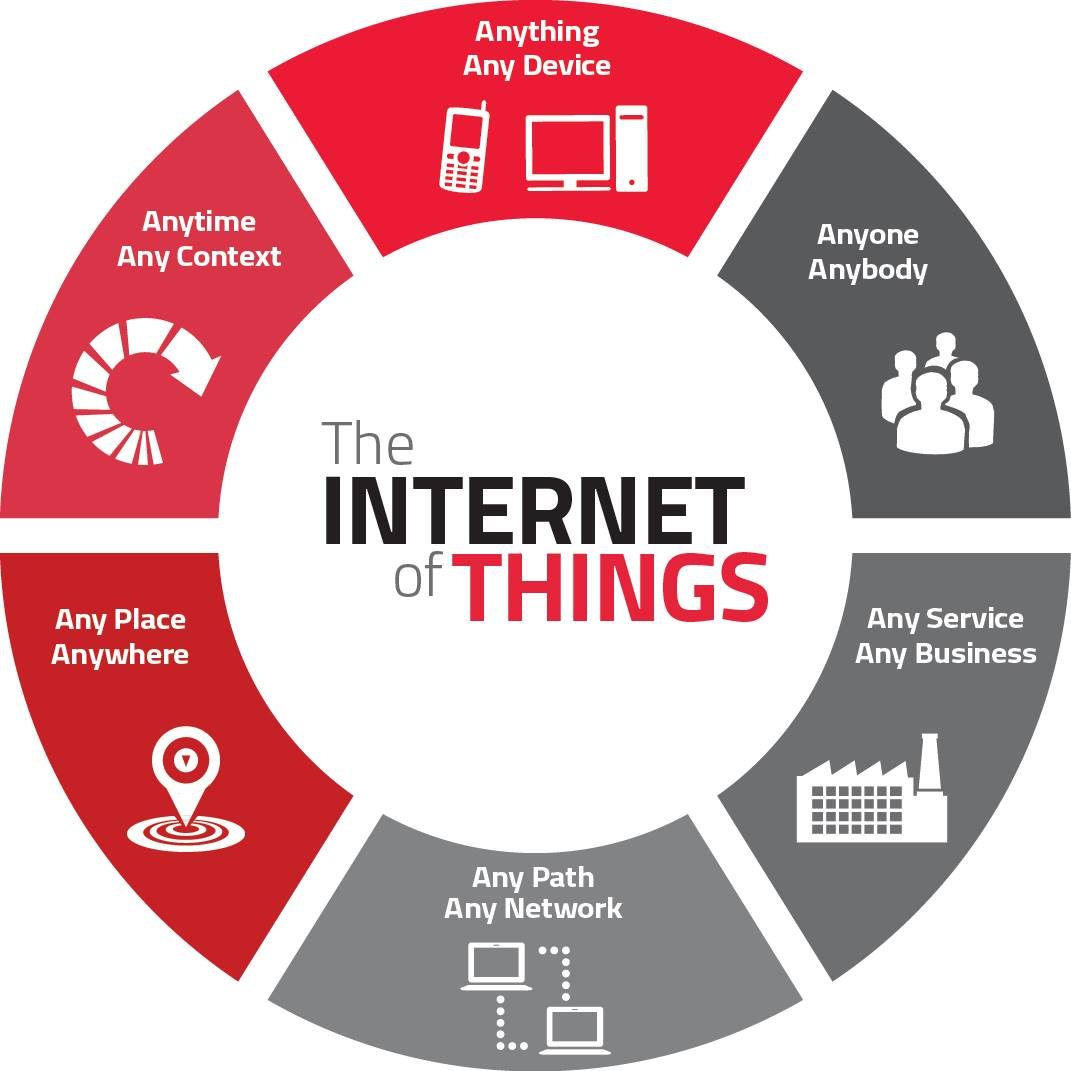 Anything
Any Device
Anyone
Anybody
Any Service
Any Business
Any Path
Any Network
Any Place
Anywhere
Anytime
Any Context
The
INTERNET
of THINGS